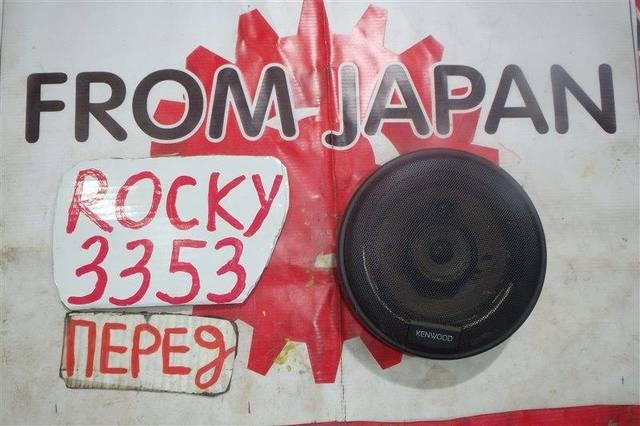 FROM JAPAN
ROCKY
3353
ПЕРЕД
KENWOOD